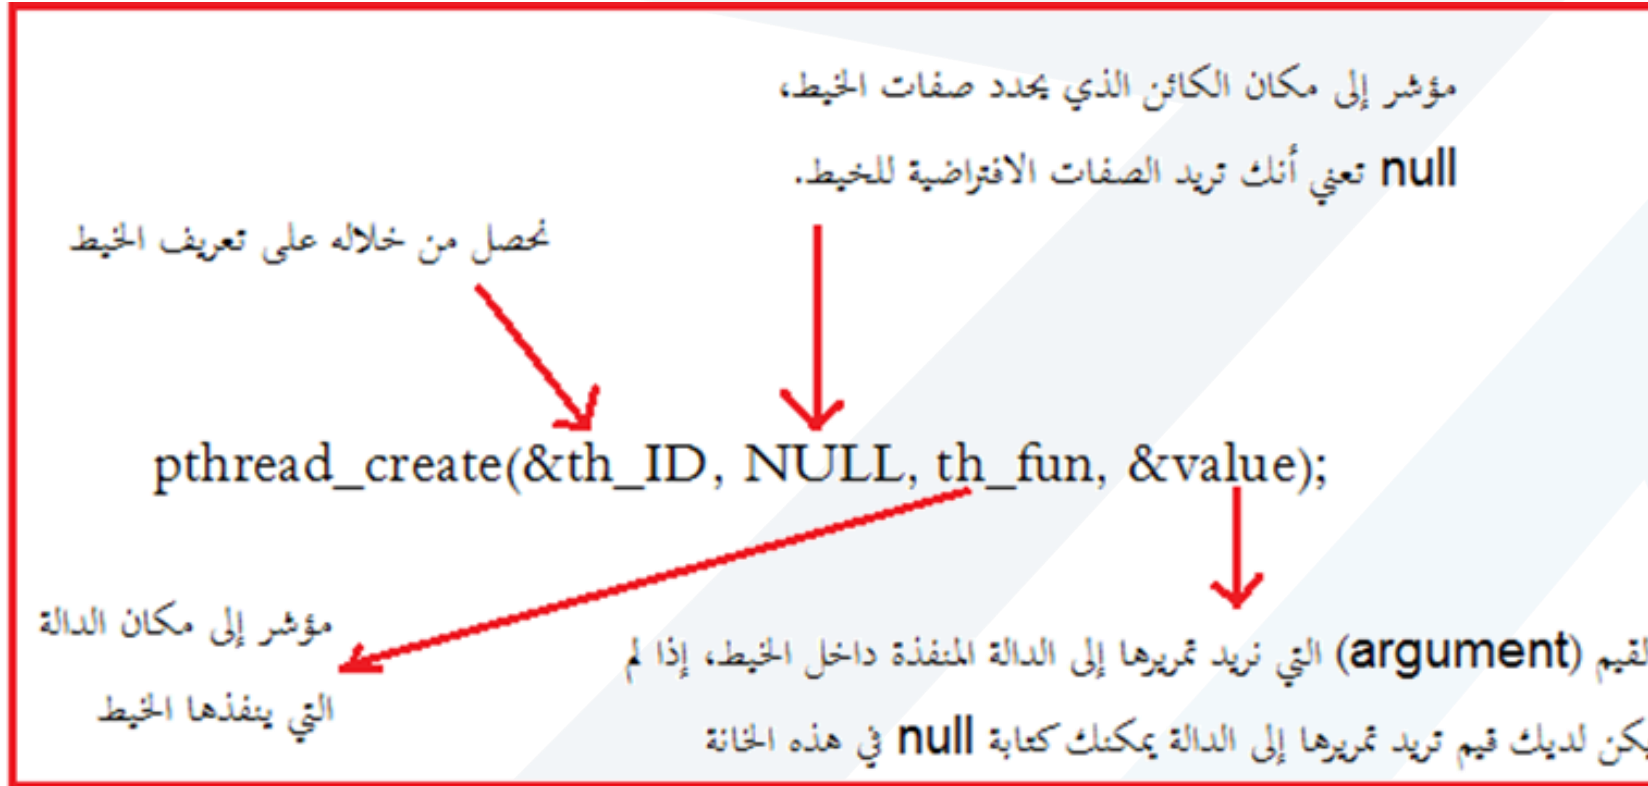 مؤشر إلى مكان الكائن الذي يحدد صفات الخيط،
null تعني أنك تريد الصفات الافتراضية للخيط.
نحصل من خلاله على تعريف الخيط
pthread_create(&th_ID, NULL, th_fun, &value);
مؤشر إلى مكان الدالة
التي ينفذها الخيط
لقيم (argument) التي نريد تمريرها إلى الدالة المنفذة داخل الخيط، إذا لم
يكن لديك قيم تريد تمريرها إلى الدالة يمكنك كتابة null في هذه الخانة